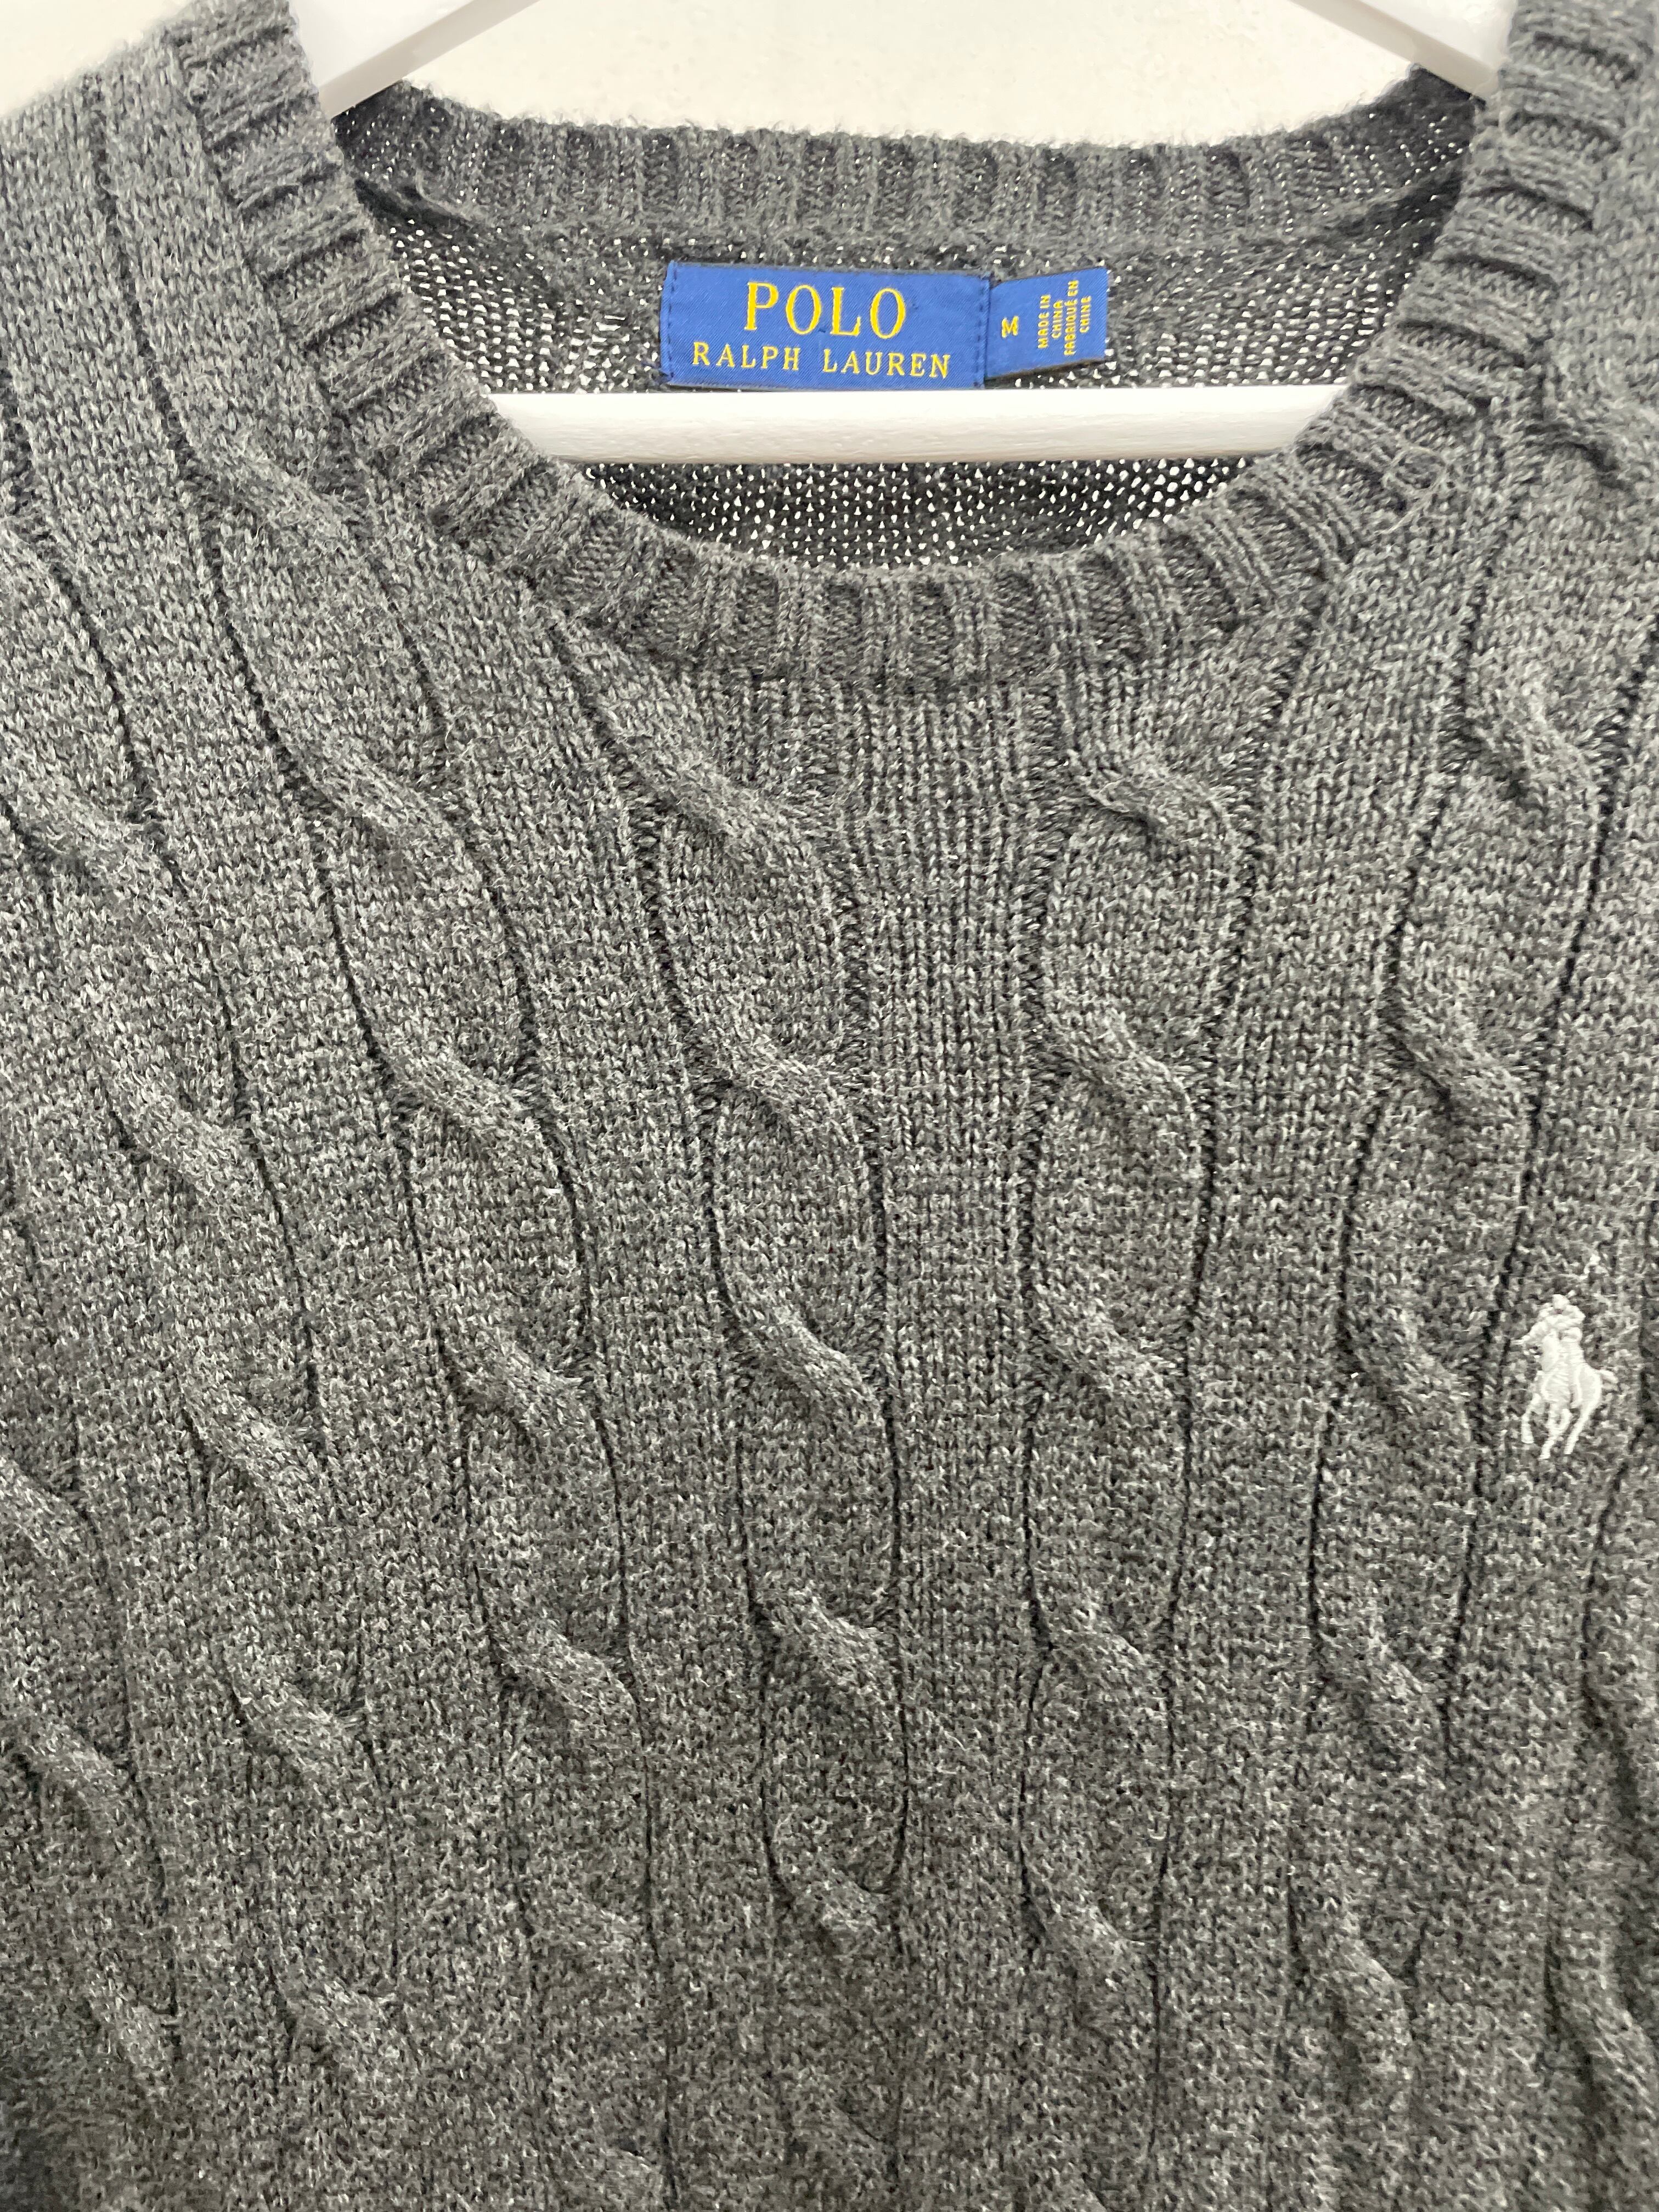 POLO
RALPH LAUREN
M
MADE IN
CHINA
FABRIQUÉ EN
CHINE